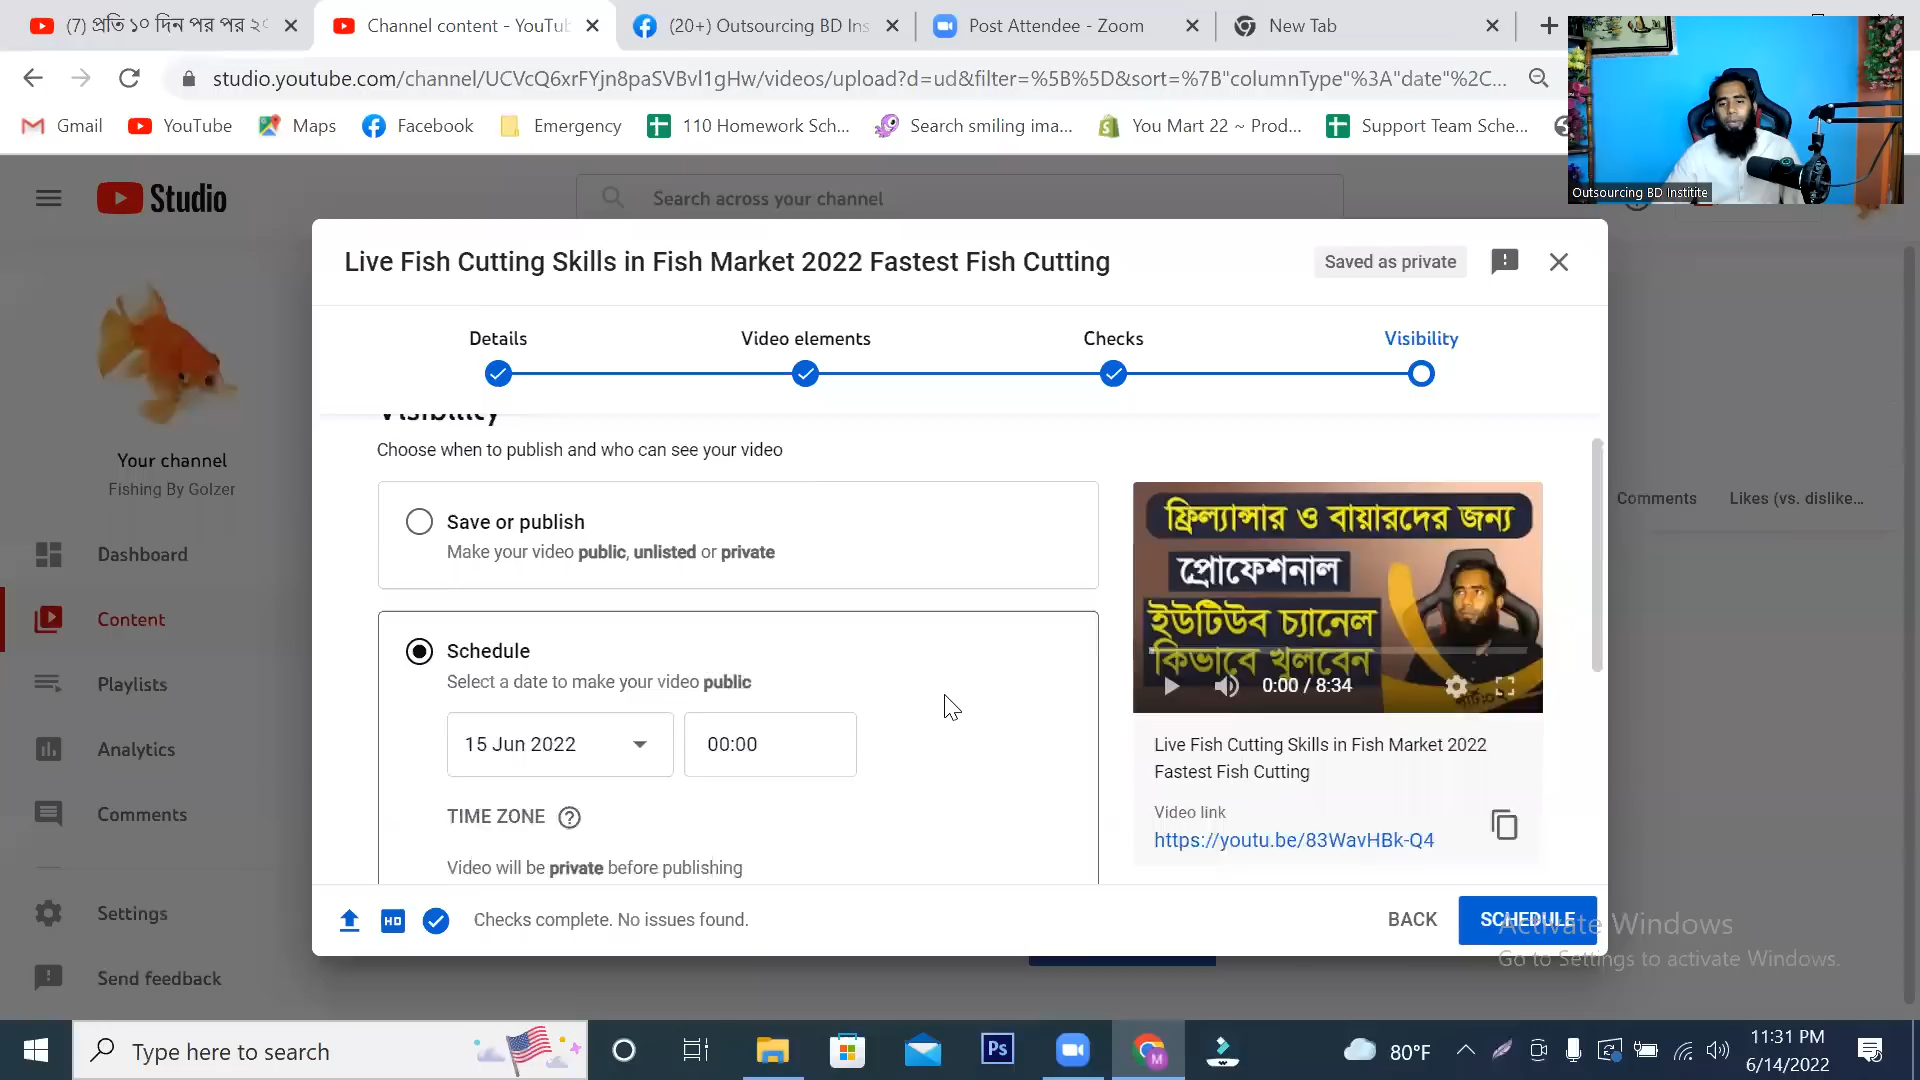 (7) প্রতি ১০ দিন পর পর ২৫
Channel content - YouTub
(20+) Outsourcing BD Ins
Post Attendee - Zoom
New Tab
studio.youtube.com/channel/UCVcQ6xrFYjn8paSVBvl1gHw/videos/upload?d=ud&filter=%5B%5D&sort=%7B"columnType"%3A"date"%2C...
Gmail
YouTube
Maps
Facebook
Emergency
110 Homework Sch...
Search smiling ima...
You Mart 22 ~ Prod...
Support Team Sche...
Outsourcing BD Institite
Studio
Search across your channel
Live Fish Cutting Skills in Fish Market 2022 Fastest Fish Cutting
Saved as private
Details
Video elements
Checks
Visibility
Visibility
Choose when to publish and who can see your video
Your channel
Fishing By Golzer
Dashboard
Content
Playlists
Analytics
Comments
Settings
Send feedback
Save or publish
Make your video public, unlisted or private
Schedule
Select a date to make your video public
15 Jun 2022
00:00
TIME ZONE
Video will be private before publishing
ফ্রিল্যান্সার ও বায়ারদের জন্য
প্রোফেশনাল
ইউটিউব চ্যানেল
কিভাবে খুলবেন
0:00 / 8:34
Live Fish Cutting Skills in Fish Market 2022
Fastest Fish Cutting
Video link
https://youtu.be/83WavHBk-Q4
Comments
Likes (vs. dislike...
HD
Checks complete. No issues found.
BACK
SCHEDULE
Activate Windows
Go to Settings to activate Windows.
Type here to search
Ps
M
80°F
11:31 PM
6/14/2022